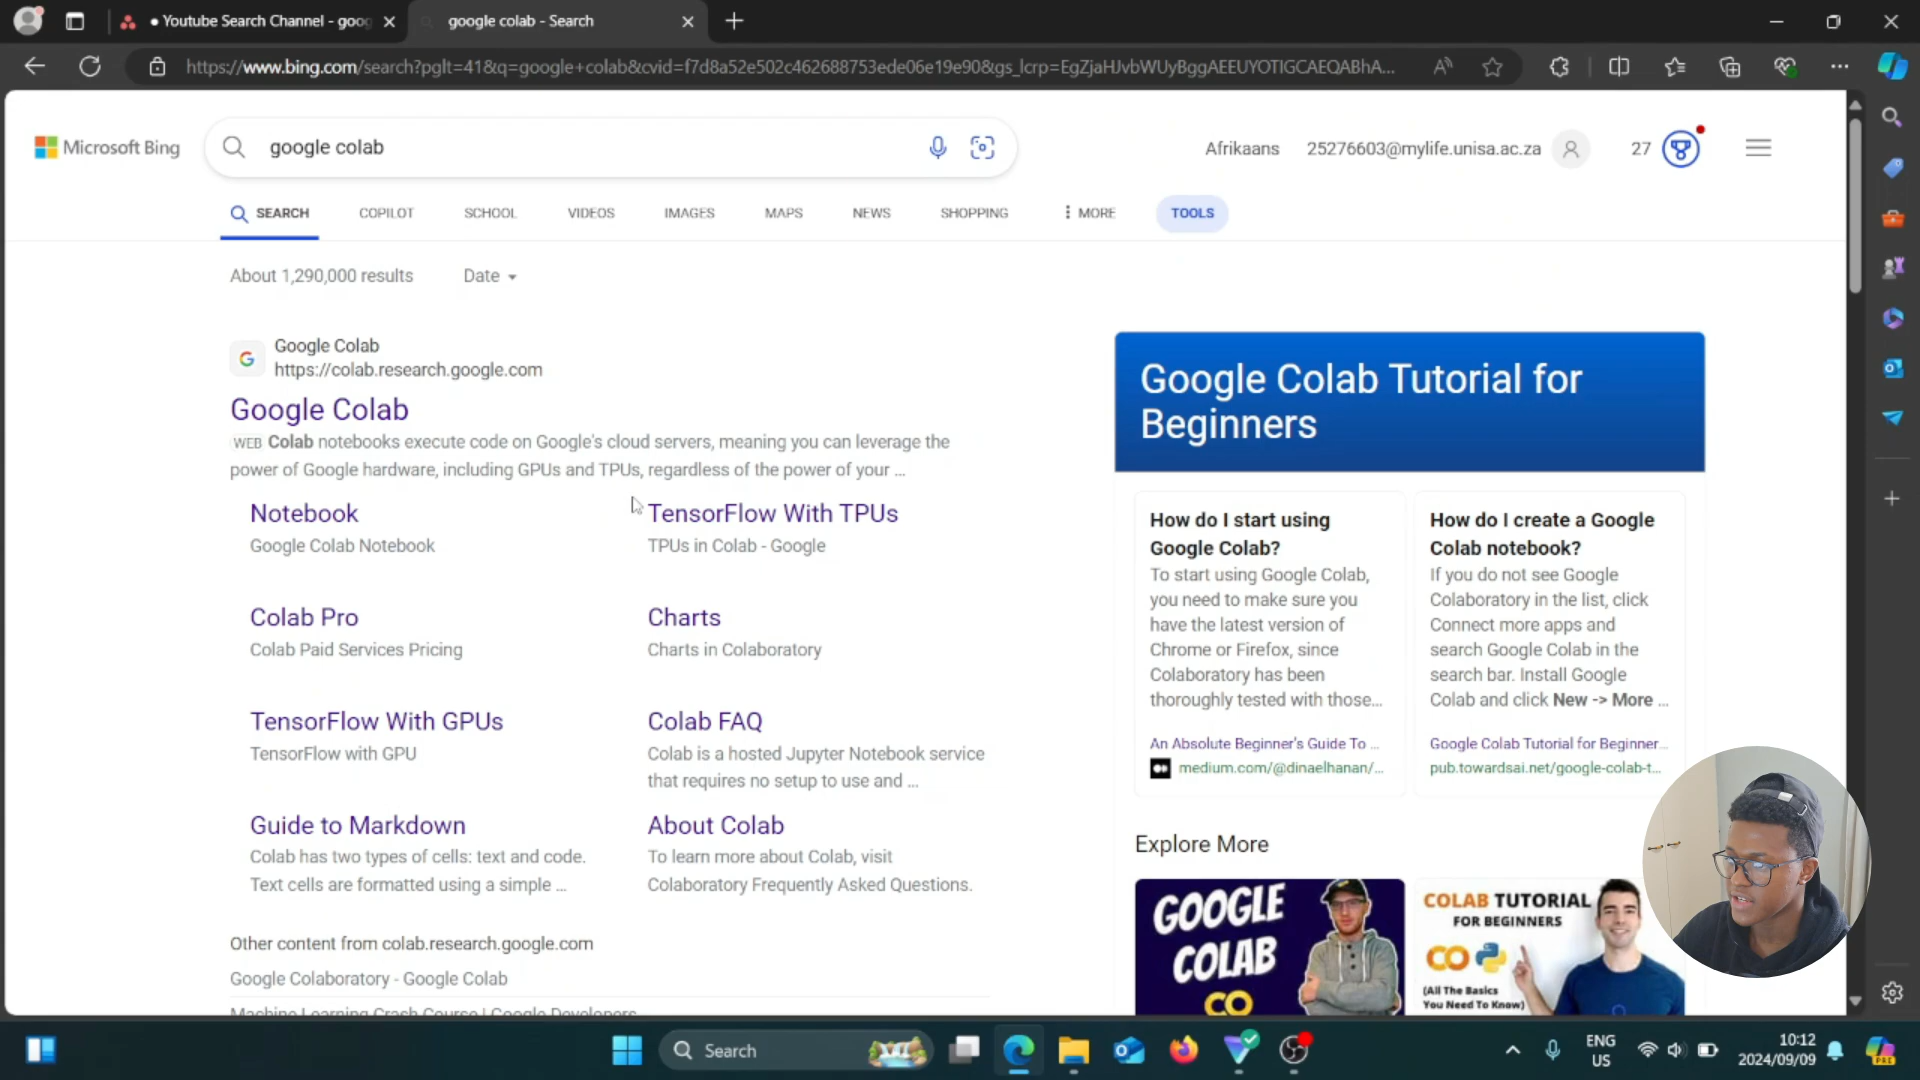 • Youtube Search Channel - goog
google colab - Search
https://www.bing.com/search?pglt=41&q=google+colab&cvid=f7d8a52e502c462688753ede06e19e90&gs_lcrp=EgZjaHJvbWUyBggAEEUYOTIGCAEQABhA...
Microsoft Bing
google colab
Afrikaans
25276603@mylife.unisa.ac.za
27
SEARCH
COPILOT
SCHOOL
VIDEOS
IMAGES
MAPS
NEWS
SHOPPING
MORE
TOOLS
About 1,290,000 results
Date
Google Colab
https://colab.research.google.com
Google Colab
WEB Colab notebooks execute code on Google's cloud servers, meaning you can leverage the
power of Google hardware, including GPUs and TPUs, regardless of the power of your ...
Notebook
Google Colab Notebook
TensorFlow With TPUs
TPUs in Colab - Google
Colab Pro
Colab Paid Services Pricing
Charts
Charts in Colaboratory
TensorFlow With GPUs
TensorFlow with GPU
Colab FAQ
Colab is a hosted Jupyter Notebook service
that requires no setup to use and ...
Guide to Markdown
Colab has two types of cells: text and code.
Text cells are formatted using a simple ...
About Colab
To learn more about Colab, visit
Colaboratory Frequently Asked Questions.
Other content from colab.research.google.com
Google Colaboratory - Google Colab
Machine Learning Crash Course | Google Developers
Google Colab Tutorial for
Beginners
How do I start using
Google Colab?
To start using Google Colab,
you need to make sure you
have the latest version of
Chrome or Firefox, since
Colaboratory has been
thoroughly tested with those...
An Absolute Beginner's Guide To ...
medium.com/@dinaelhanan/...
How do I create a Google
Colab notebook?
If you do not see Google
Colaboratory in the list, click
Connect more apps and
search Google Colab in the
search bar. Install Google
Colab and click New -> More ...
Google Colab Tutorial for Beginner...
pub.towardsai.net/google-colab-t...
Explore More
GOOGLE
COLAB
CO
COLAB TUTORIAL
FOR BEGINNERS
CO
(All The Basics
You Need To Know)
Search
ENG
US
10:12
2024/09/09
PRE